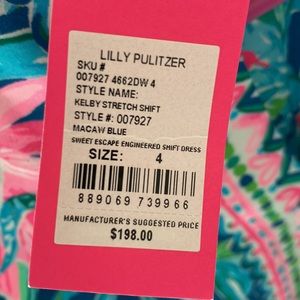 LILLY PULITZER
SKU #
007927 4662DW 4
STYLE NAME:
KELBY STRETCH SHIFT
STYLE #: 007927
MACAW BLUE
SWEET ESCAPE ENGINEERED SHIFT DRESS
SIZE: 4
889069 739966
MANUFACTURER'S SUGGESTED PRICE
$198.00